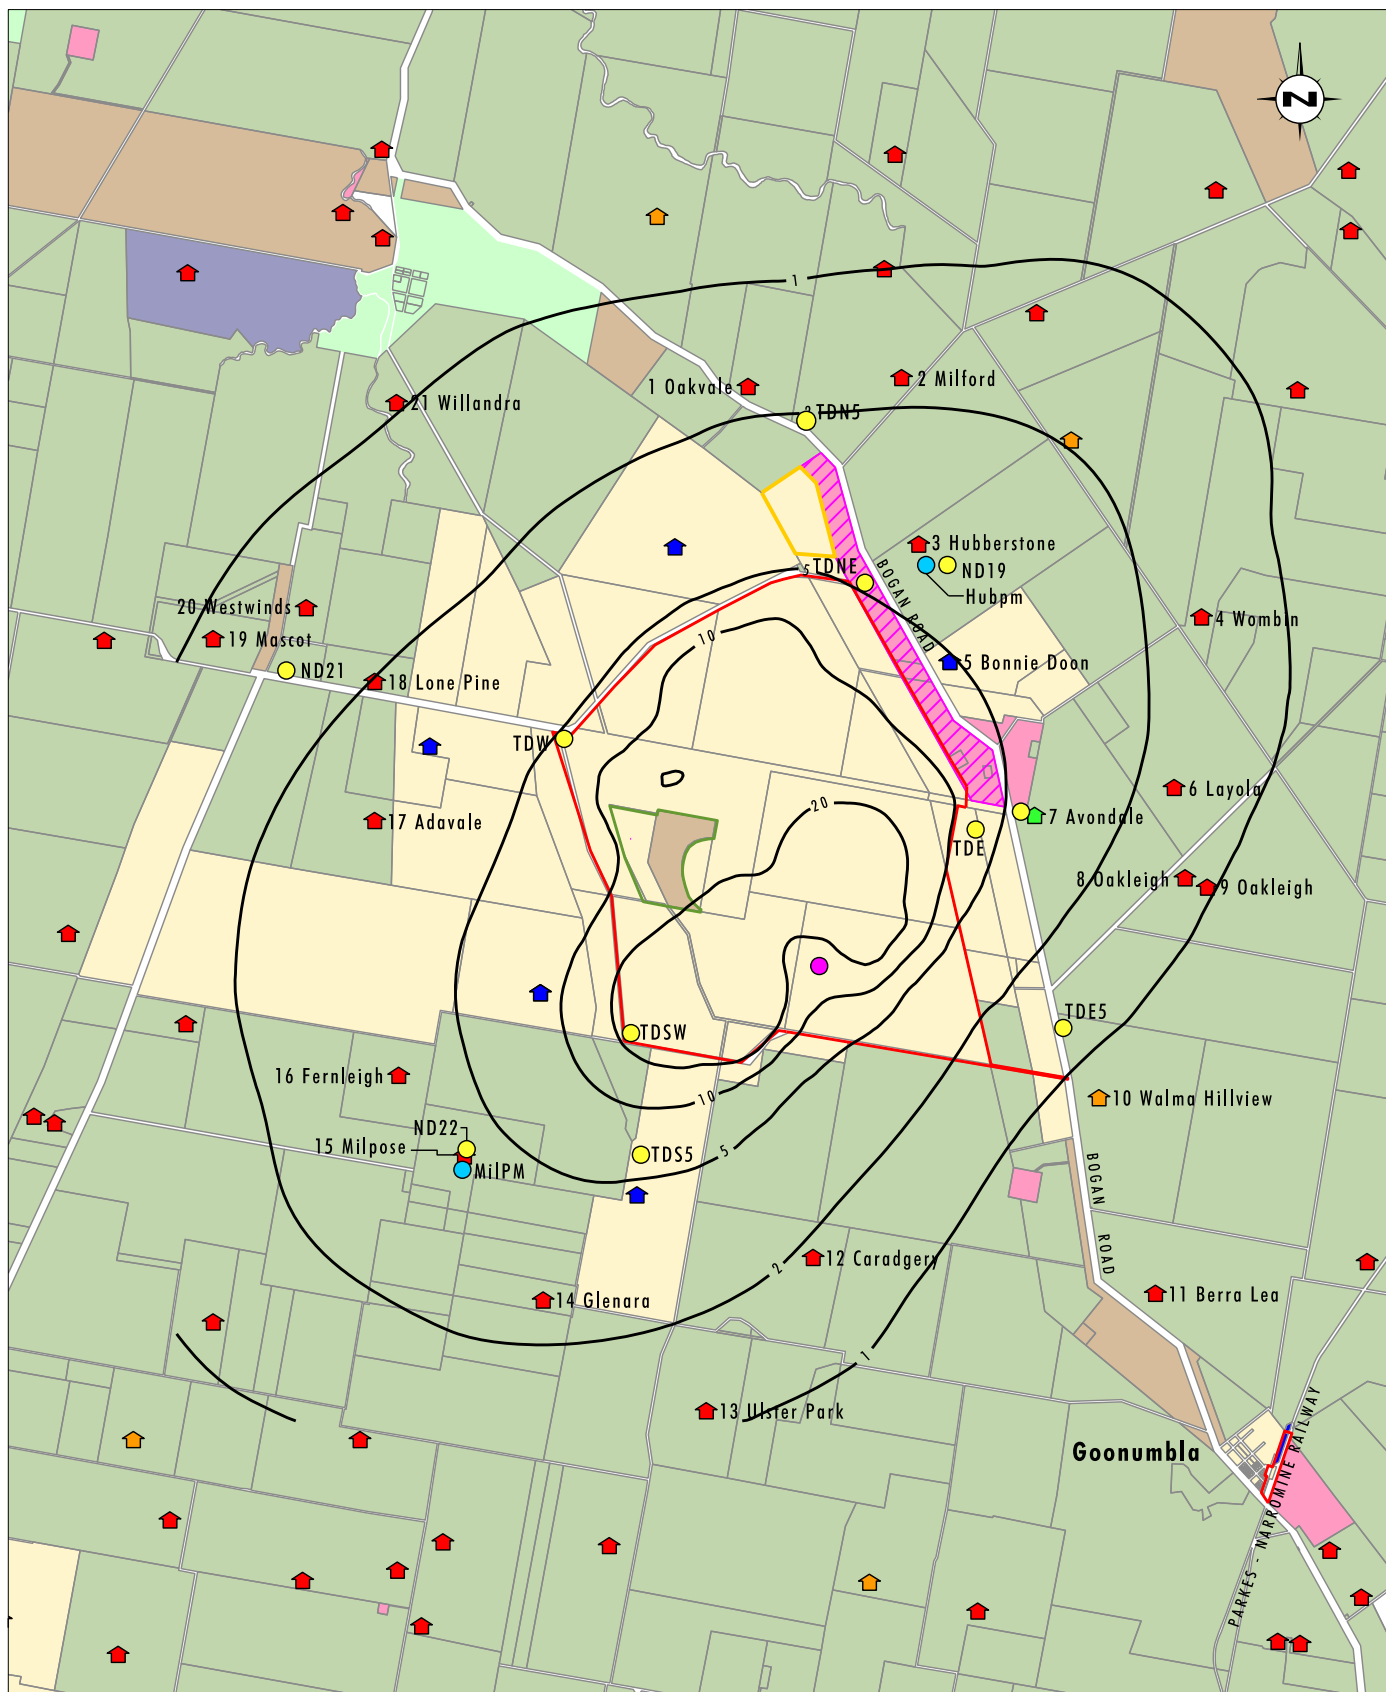 N
1
1 Oakvale
2 Milford
21 Willandra
2
TDN5
3 Hubberstone
5
TDNE
ND19
Hubpm
BOGAN ROAD
20 Westwinds
4 Wombin
19 Mascot
10
5 Bonnie Doon
ND21
18 Lone Pine
TDW
6 Layola
20
17 Adavale
7 Avondale
TDE
8 Oakleigh
9 Oakleigh
TDE5
TDSW
16 Fernleigh
10
10 Walma Hillview
ND22
15 Milpose
5
TDS5
MilPM
BOGAN
ROAD
12 Caradgery
2
11 Berra Lea
14 Glenara
1
13 Ulster Park
Goonumbla
PARKES - NARROMINE RAILWAY